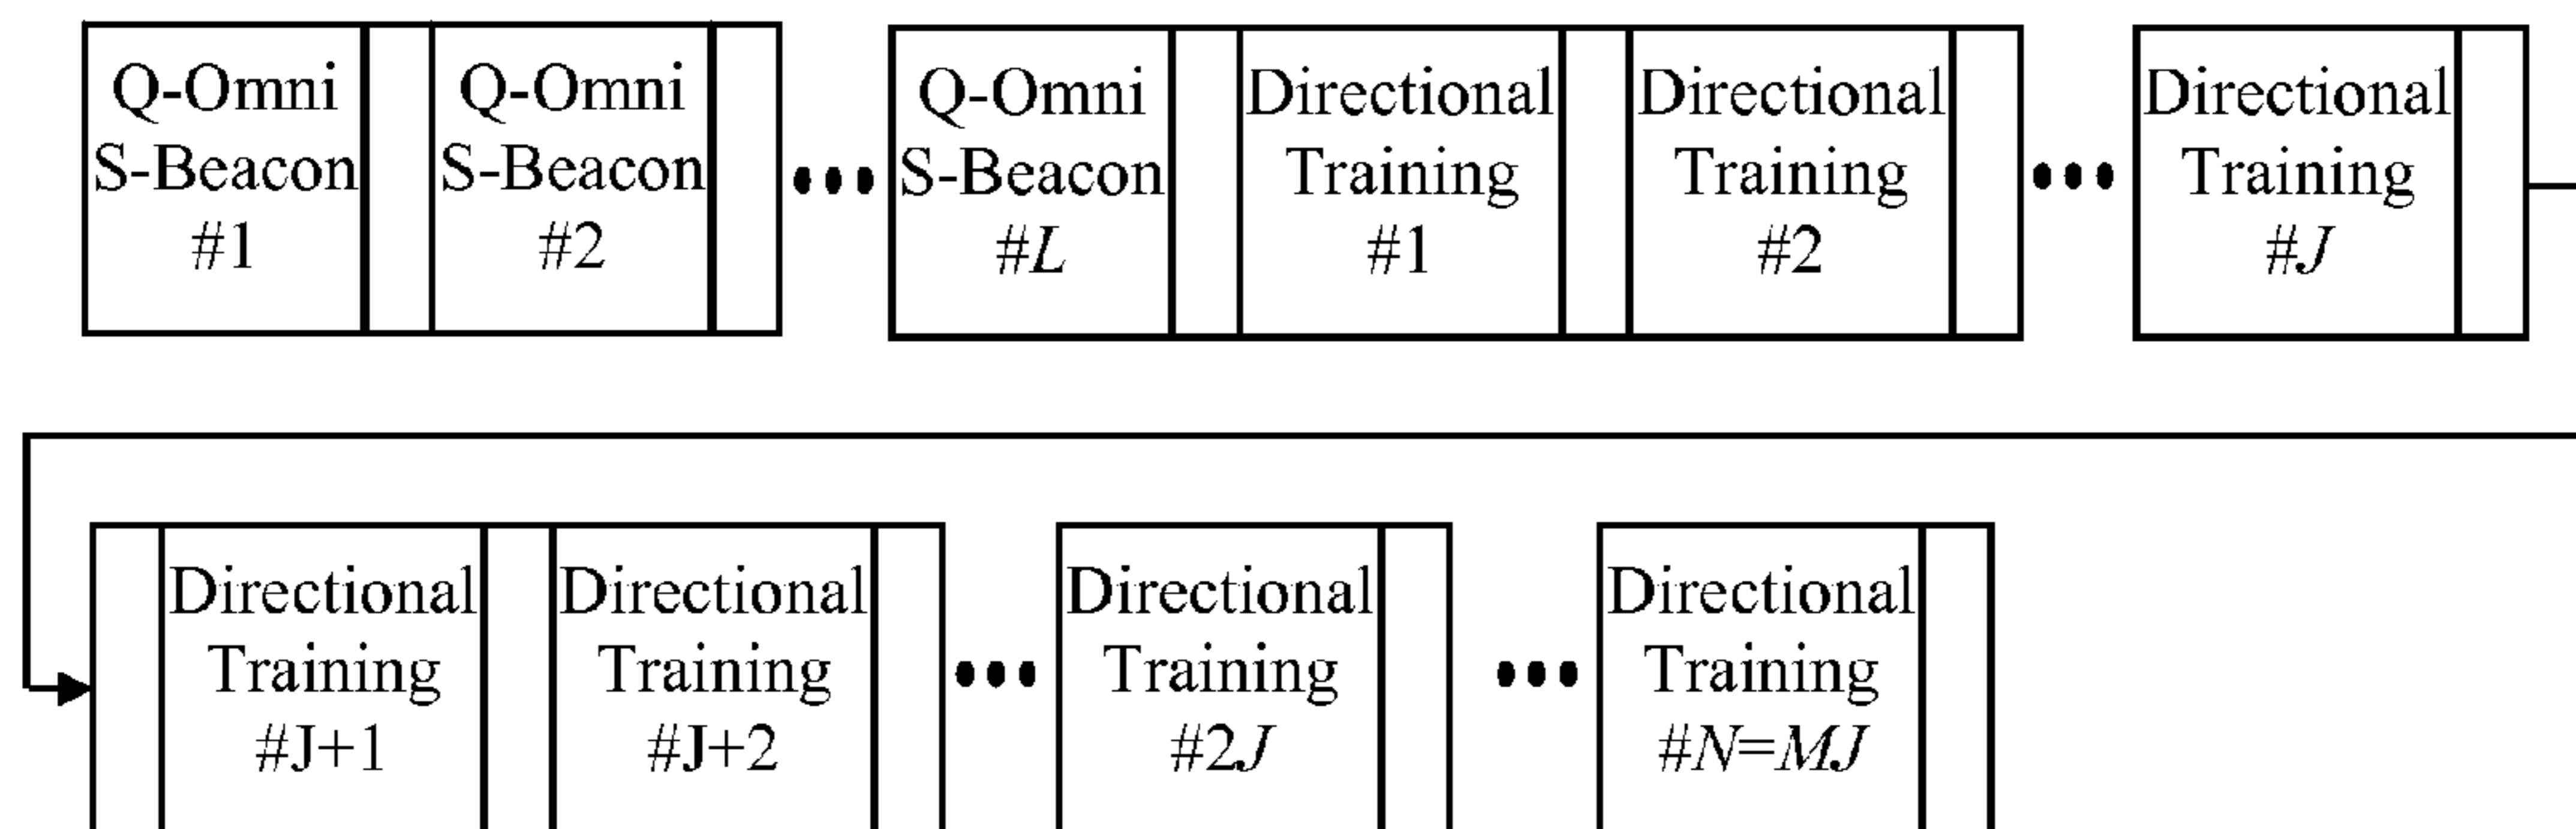 Q-Omni
S-Beacon
#1
Q-Omni
S-Beacon
#2
Q-Omni
S-Beacon
#L
Directional
Training
#1
Directional
Training
#2
Directional
Training
#J
Directional
Training
#J+1
Directional
Training
#J+2
Directional
Training
#2J
Directional
Training
#N=MJ